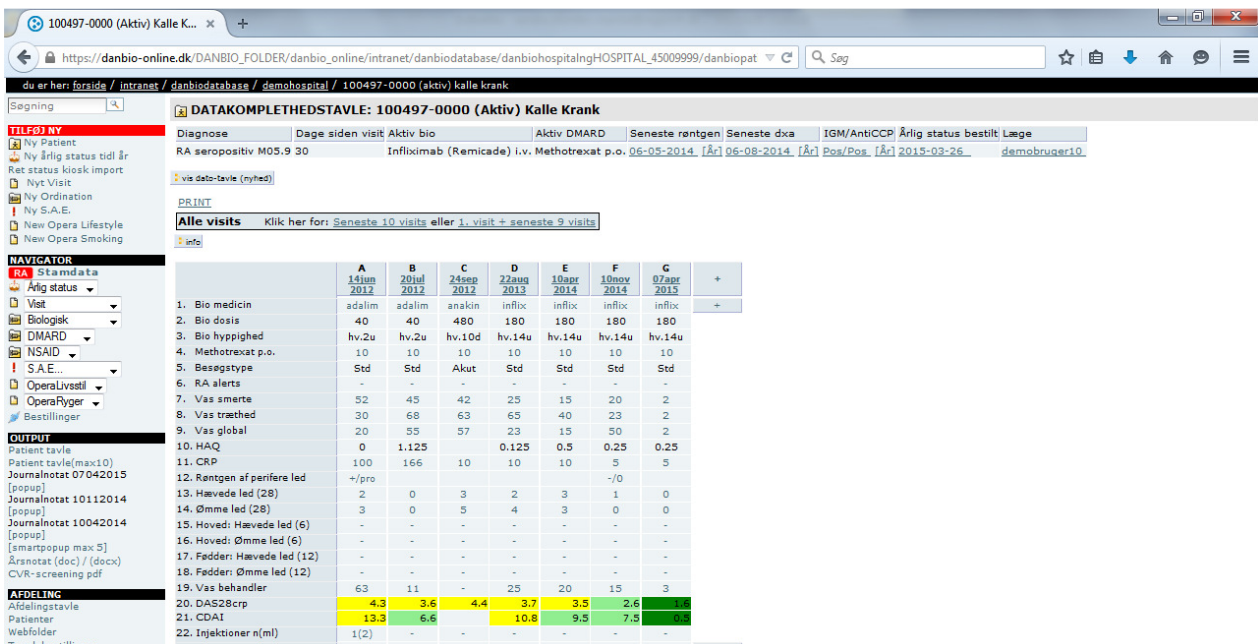 100497-0000 (Aktiv) Kalle K...
https://danbio-online.dk/DANBIO_FOLDER/danbio_online/intranet/danbiodatabase/danbiohospitalngHOSPITAL_45009999/danbiopat
Søg
du er her: forside / intranet / danbiodatabase / demohospital / 100497-0000 (aktiv) kalle krank
Søgning
TILFØJ NY
Ny Patient
Ny årlig status tidl år
Ret status kiosk import
Nyt Visit
Ny Ordination
Ny S.A.E.
New Opera Lifestyle
New Opera Smoking
NAVIGATOR
RA Stamdata
Årlig status
Visit
Biologisk
DMARD
NSAID
S.A.E...
OperaLivsstil
OperaRyger
Bestillinger
OUTPUT
Patient tavle
Patient tavle(max10)
Journalnotat 07042015
[popup]
Journalnotat 10112014
[popup]
Journalnotat 10042014
[popup]
[smartpopup max 5]
Årsnotat (doc) / (docx)
CVR-screening pdf
AFDELING
Afdelingstavle
Patienter
Webfolder
DATAKOMPLETHEDSTAVLE: 100497-0000 (Aktiv) Kalle Krank
Diagnose Dage siden visit Aktiv bio Aktiv DMARD Seneste røntgen Seneste dxa IGM/AntiCCP Årlig status bestilt Læge
RA seropositiv M05.9 30 Infliximab (Remicade) i.v. Methotrexat p.o. 06-05-2014 [År] 06-08-2014 [År] Pos/Pos [År] 2015-03-26 demobruger10
vis dato-tavle (nyhed)
PRINT
Alle visits Klik her for: Seneste 10 visits eller 1. visit + seneste 9 visits
info
A B C D E F G
14jun 20jul 24sep 22aug 10apr 10nov 07apr +
2012 2012 2012 2013 2014 2014 2015
1. Bio medicin adalim adalim anakin inflix inflix inflix inflix +
2. Bio dosis 40 40 480 180 180 180 180
3. Bio hyppighed hv.2u hv.2u hv.10d hv.14u hv.14u hv.14u hv.14u
4. Methotrexat p.o. 10 10 10 10 10 10 10
5. Besøgstype Std Std Akut Std Std Std Std
6. RA alerts - - - - - - -
7. Vas smerte 52 45 42 25 15 20 2
8. Vas træthed 30 68 63 65 40 23 2
9. Vas global 20 55 57 23 15 50 2
10. HAQ 0 1.125 0.125 0.5 0.25 0.25
11. CRP 100 166 10 10 10 5 5
12. Røntgen af perifere led +/pro -/0
13. Hævede led (28) 2 0 3 2 3 1 0
14. Ømme led (28) 3 0 5 4 3 0 0
15. Hoved: Hævede led (6) - - - - - - -
16. Hoved: Ømme led (6) - - - - - - -
17. Fødder: Hævede led (12) - - - - - - -
18. Fødder: Ømme led (12) - - - - - - -
19. Vas behandler 63 11 - 25 20 15 3
20. DAS28crp 4.3 3.6 4.4 3.7 3.5 2.6 1.6
21. CDAI 13.3 6.6 10.8 9.5 7.5 0.5
22. Injektioner n(ml) 1(2) - - - - - -